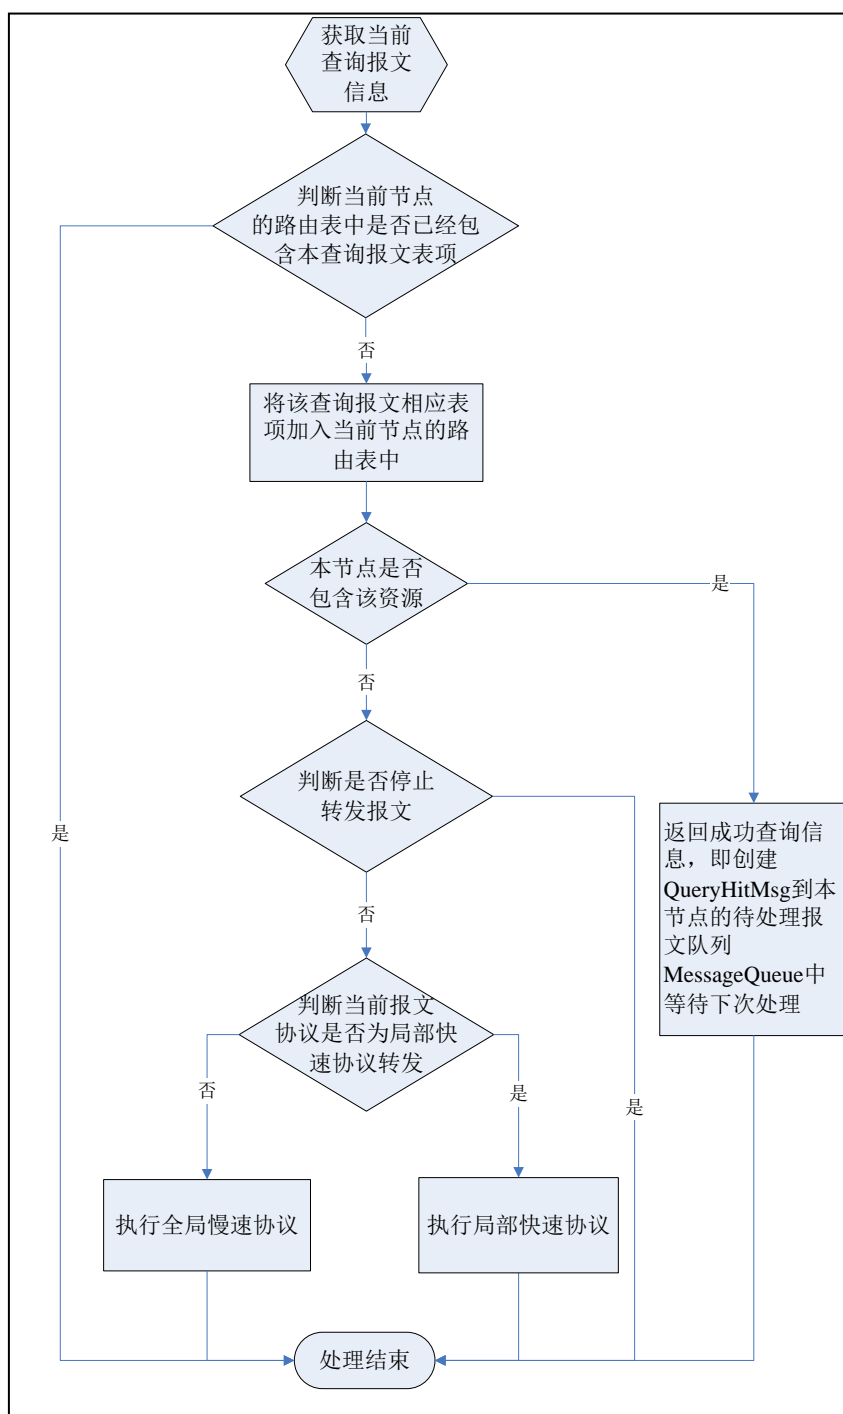 获取当前
查询报文
信息
判断当前节点
的路由表中是否已经包
含本查询报文表项
否
将该查询报文相应表
项加入当前节点的路
由表中
本节点是否
包含该资源
是
否
判断是否停止
转发报文
是
返回成功查询信
息，即创建
QueryHitMsg到本
节点的待处理报
文队列
MessageQueue中
等待下次处理
否
判断当前报文
协议是否为局部快
速协议转发
否
是
是
执行全局慢速协议
执行局部快速协议
处理结束